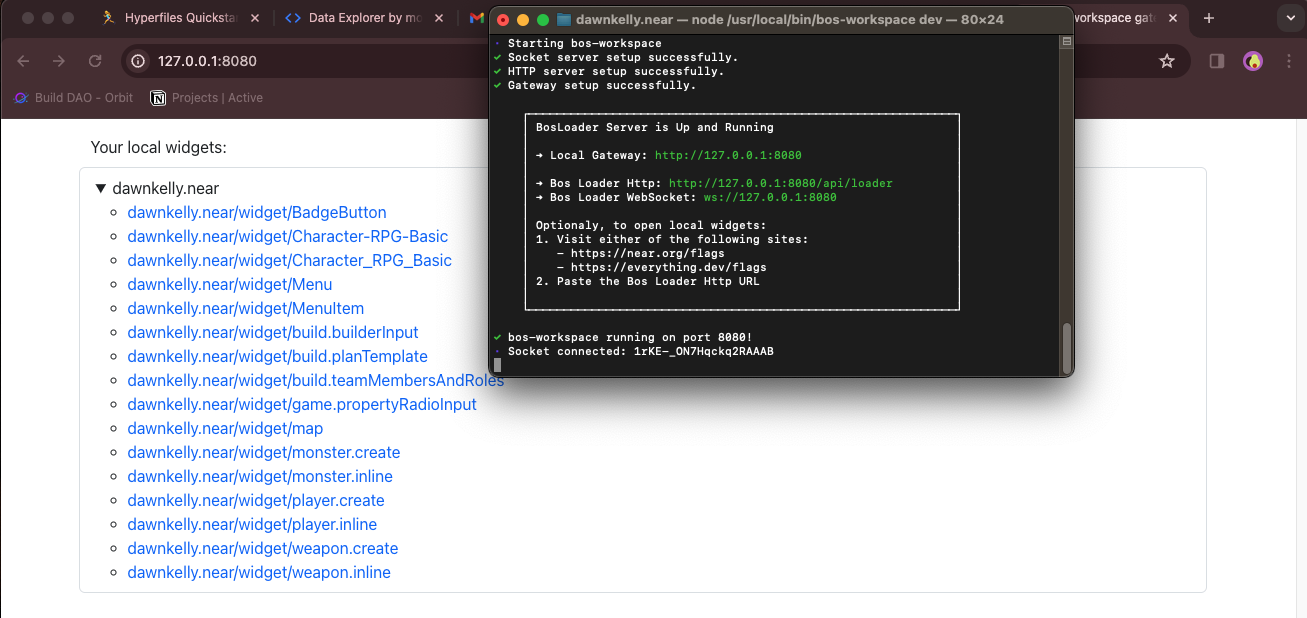 Hyperfiles Quicksta
Data Explorer by mo
workspace gat
127.0.0.1:8080
Build DAO - Orbit
Projects | Active
dawnkelly.near — node /usr/local/bin/bos-workspace dev — 80×24
· Starting bos-workspace
✓ Socket server setup successfully.
✓ HTTP server setup successfully.
✓ Gateway setup successfully.
BosLoader Server is Up and Running
➜ Local Gateway: http://127.0.0.1:8080
➜ Bos Loader Http: http://127.0.0.1:8080/api/loader
➜ Bos Loader WebSocket: ws://127.0.0.1:8080
Optionaly, to open local widgets:
1. Visit either of the following sites:
– https://near.org/flags
– https://everything.dev/flags
2. Paste the Bos Loader Http URL
✓ bos-workspace running on port 8080!
· Socket connected: 1rKE-_ON7Hqckq2RAAAB
Your local widgets:
▼ dawnkelly.near
dawnkelly.near/widget/BadgeButton
dawnkelly.near/widget/Character-RPG-Basic
dawnkelly.near/widget/Character_RPG_Basic
dawnkelly.near/widget/Menu
dawnkelly.near/widget/MenuItem
dawnkelly.near/widget/build.builderInput
dawnkelly.near/widget/build.planTemplate
dawnkelly.near/widget/build.teamMembersAndRoles
dawnkelly.near/widget/game.propertyRadioInput
dawnkelly.near/widget/map
dawnkelly.near/widget/monster.create
dawnkelly.near/widget/monster.inline
dawnkelly.near/widget/player.create
dawnkelly.near/widget/player.inline
dawnkelly.near/widget/weapon.create
dawnkelly.near/widget/weapon.inline